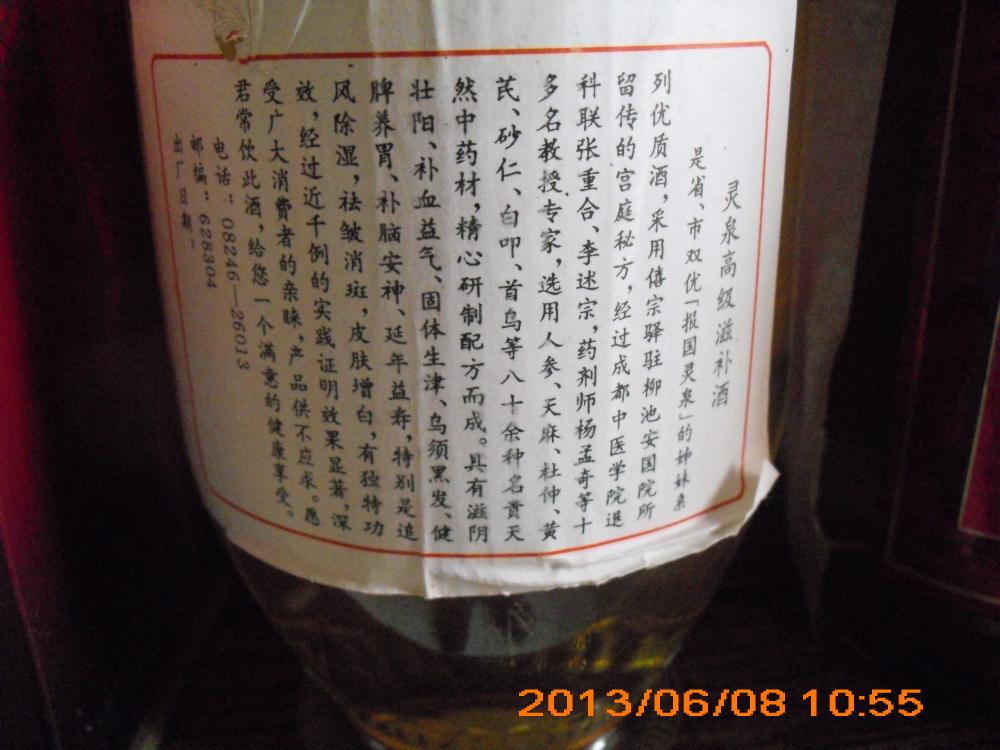 灵泉高级滋补酒
是省、市双优「报国灵泉」的姊妹系
列优质酒，采用僖宗驿驻柳池安国院所
留传的宫庭秘方，经过成都中医学院退
科联张重合、李述宗，药剂师杨孟奇等十
多名教授专家，选用人参、天麻、杜仲、黄
芪、砂仁、白叩、首乌等八十余种名贵天
然中药材，精心研制配方而成。具有滋阴
壮阳、补血益气、固体生津、乌须黑发、健
脾养胃、补脑安神、延年益寿，特别是追
风除湿，祛皱消斑，皮肤增白，有独特功
效，经过近千例的实践证明效果显著，深
受广大消费者的亲睐，产品供不应求。愿
君常饮此酒，给您一个满意的健康享受。
电话：08246—26013
邮编：628304
出厂日期：
2013/06/08 10:55